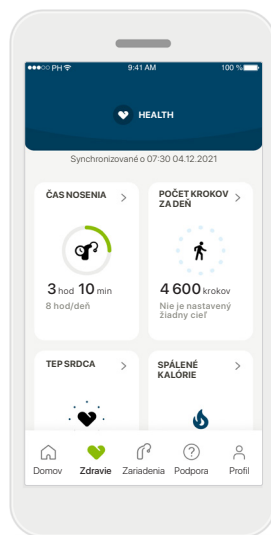 PH 9:41 AM 100 %
HEALTH
Synchronizované o 07:30 04.12.2021
ČAS NOSENIA
3 hod 10 min
8 hod/deň
POČET KROKOV
ZA DEŇ
4 600 krokov
Nie je nastavený
žiadny cieľ
TEP SRDCA
SPÁLENÉ
KALÓRIE
Domov Zdravie Zariadenia Podpora Profil